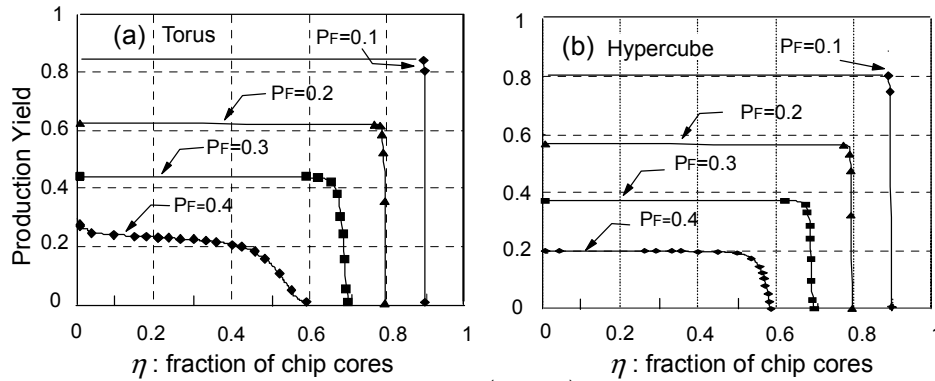 (a) Torus
PF=0.1
PF=0.2
PF=0.3
PF=0.4
Production Yield
1
0.8
0.6
0.4
0.2
0
0 0.2 0.4 0.6 0.8 1
η : fraction of chip cores
(b) Hypercube
PF=0.1
PF=0.2
PF=0.3
PF=0.4
1
0.8
0.6
0.4
0.2
0
0 0.2 0.4 0.6 0.8 1
η : fraction of chip cores